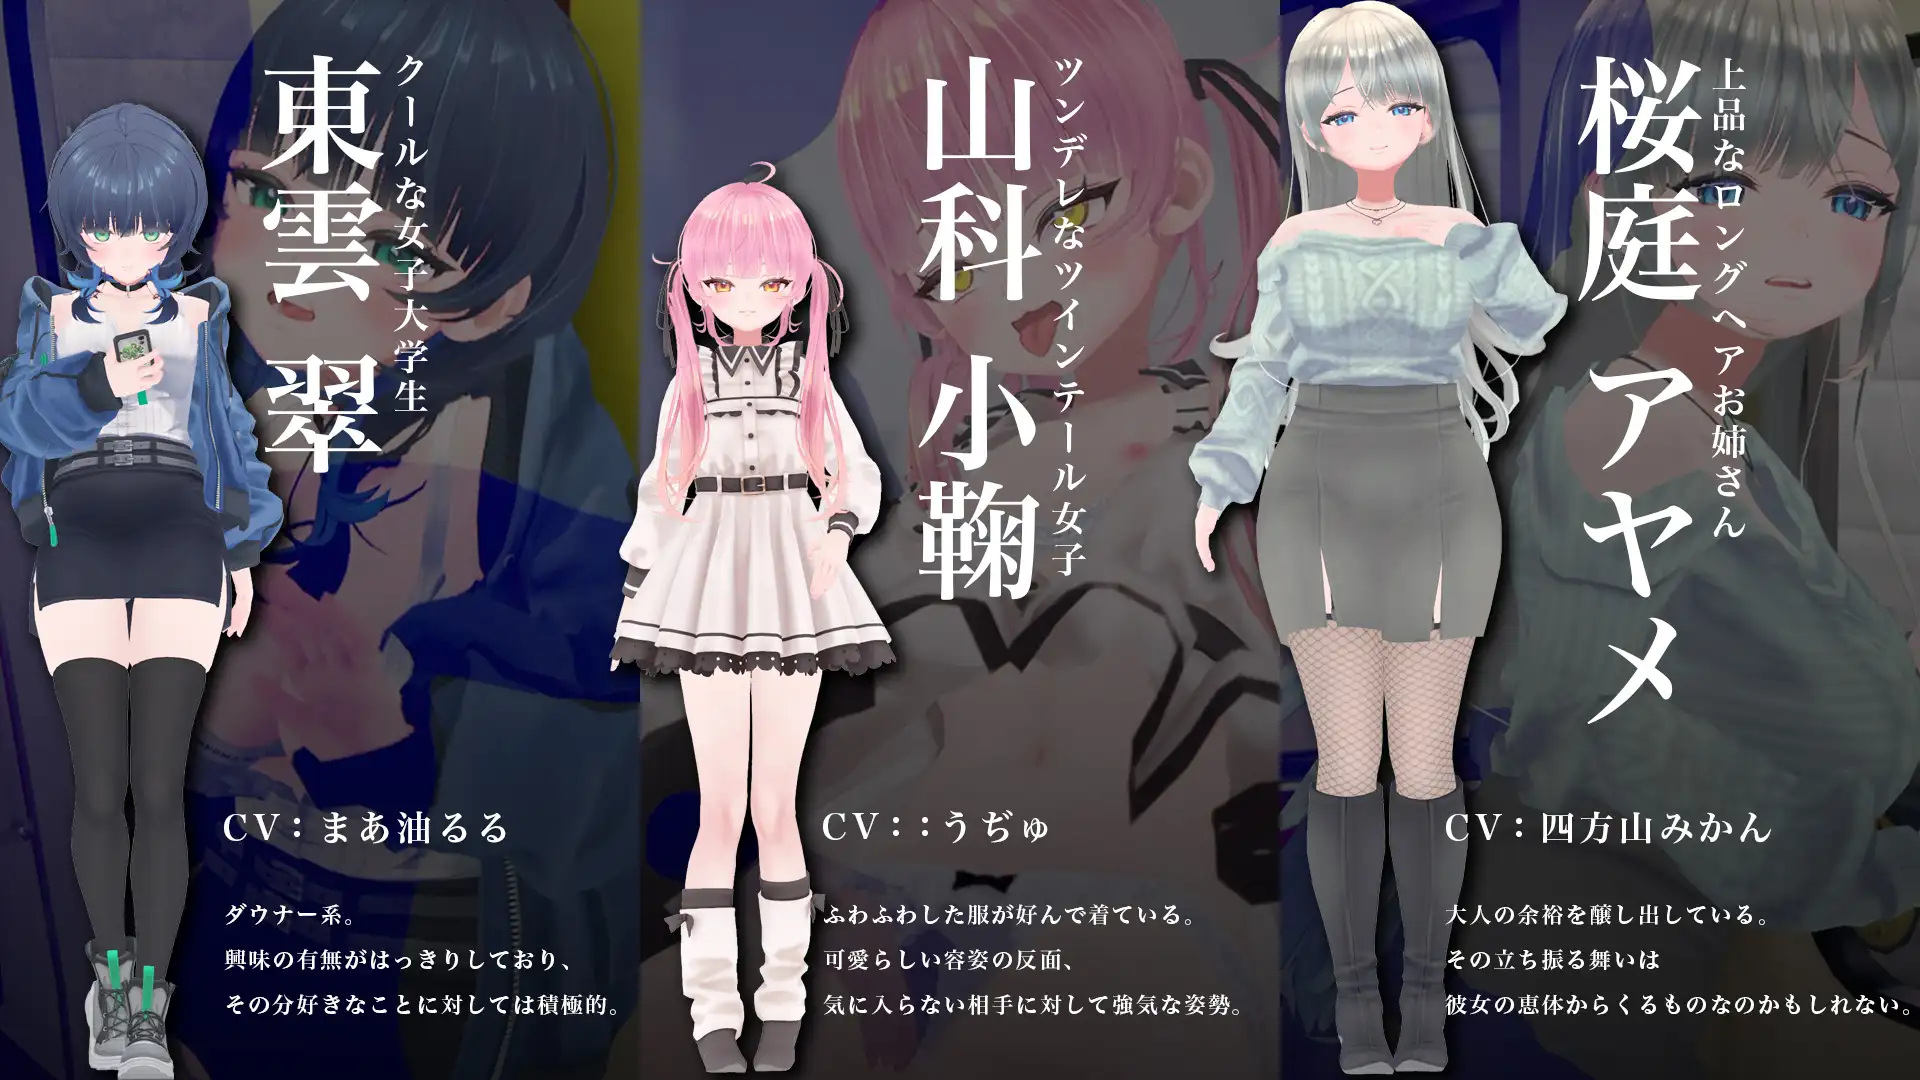 東雲 翠
クールな女子大学生
CV：まあ油るる
ダウナー系。
興味の有無がはっきりしており、
その分好きなことに対しては積極的。
山科 小鞠
ツンデレなツインテール女子
CV：：うぢゅ
ふわふわした服が好んで着ている。
可愛らしい容姿の反面、
気に入らない相手に対して強気な姿勢。
桜庭 アヤメ
上品なロングヘアお姉さん
CV：四方山みかん
大人の余裕を醸し出している。
その立ち振る舞いは
彼女の恵体からくるものなのかもしれない。